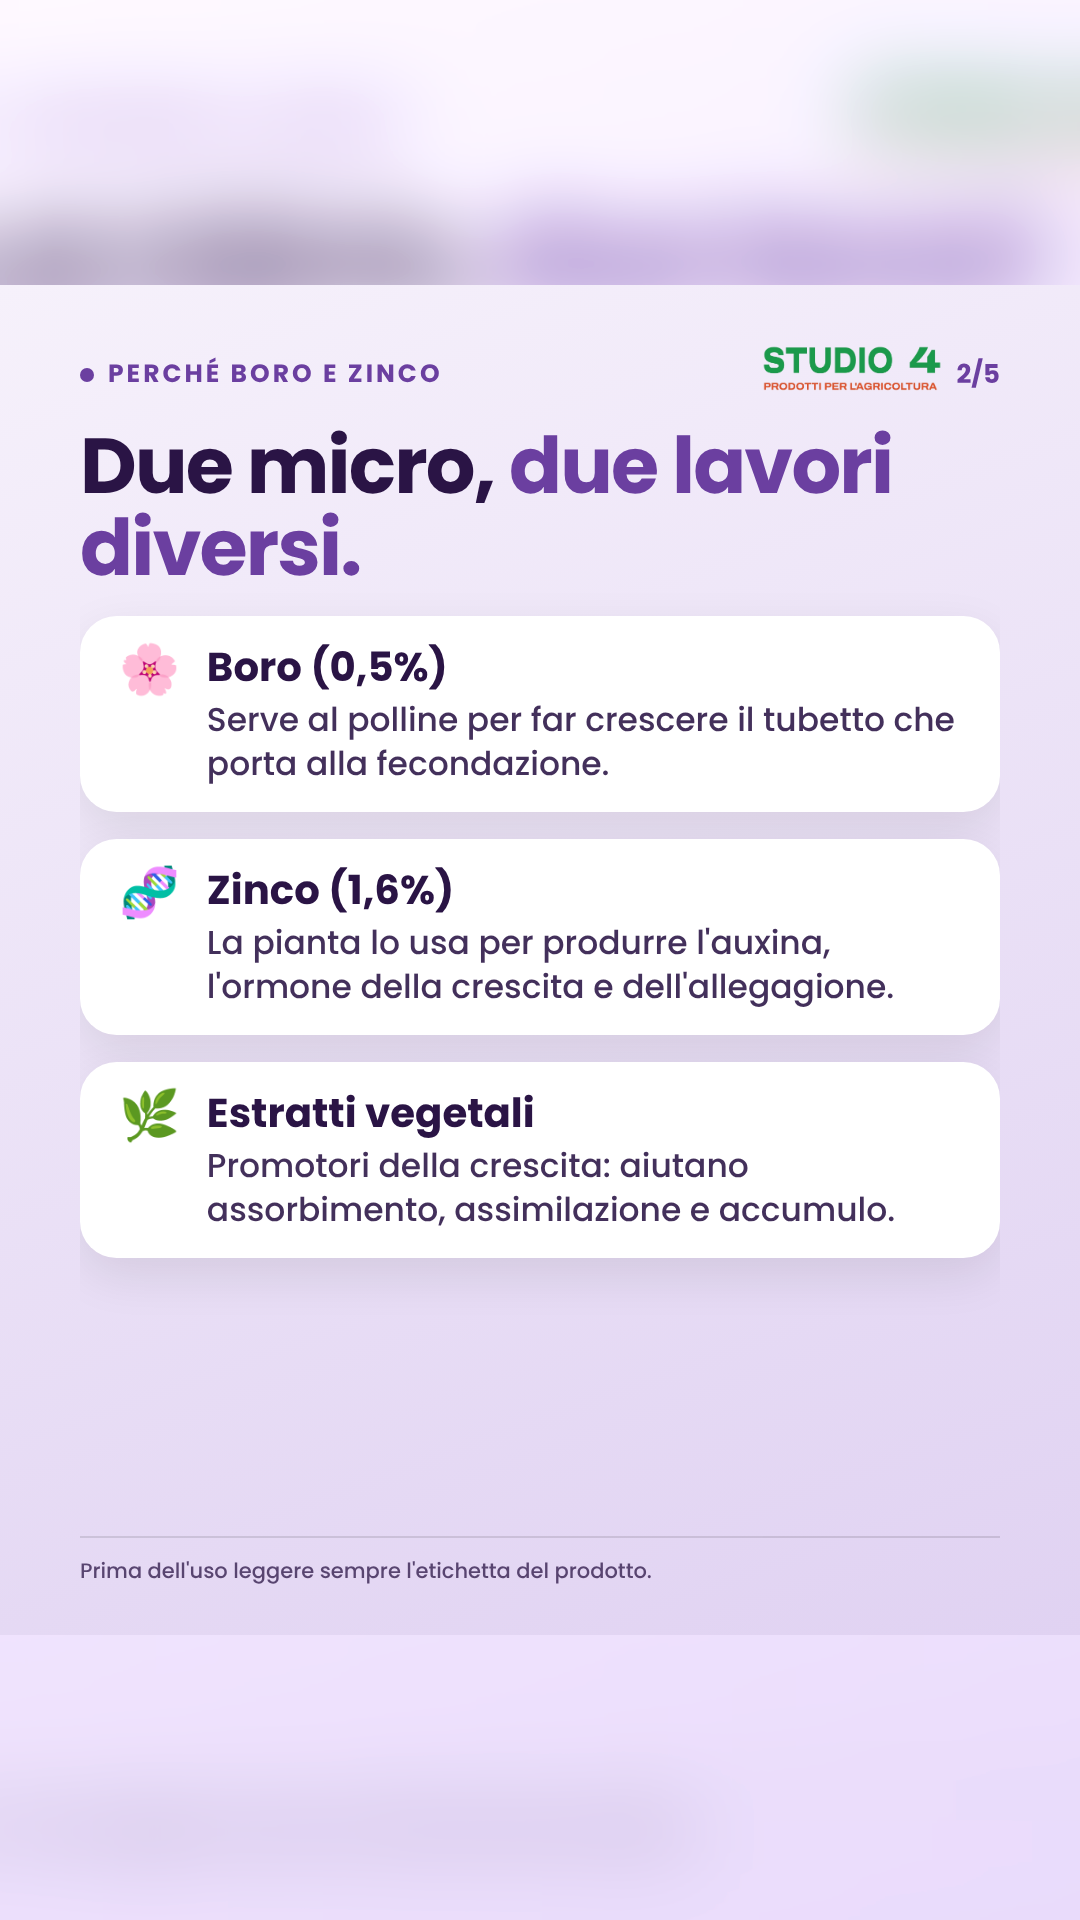 PERCHÉ BORO E ZINCO
STUDIO 4
PRODOTTI PER L'AGRICOLTURA
2/5
Due micro, due lavori
diversi.
Boro (0,5%)
Serve al polline per far crescere il tubetto che
porta alla fecondazione.
Zinco (1,6%)
La pianta lo usa per produrre l'auxina,
l'ormone della crescita e dell'allegagione.
Estratti vegetali
Promotori della crescita: aiutano
assorbimento, assimilazione e accumulo.
Prima dell'uso leggere sempre l'etichetta del prodotto.